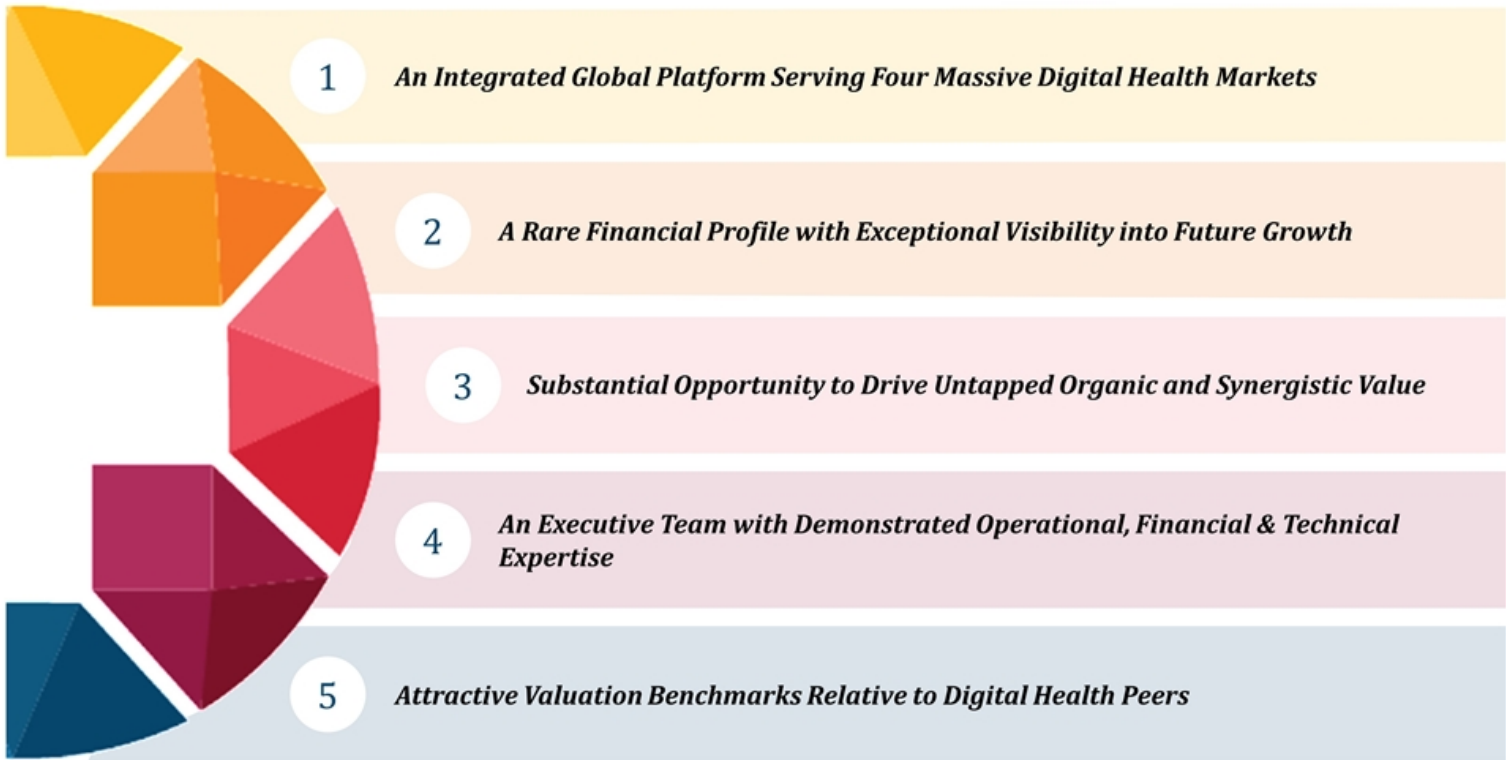 1
An Integrated Global Platform Serving Four Massive Digital Health Markets
2
A Rare Financial Profile with Exceptional Visibility into Future Growth
3
Substantial Opportunity to Drive Untapped Organic and Synergistic Value
4
An Executive Team with Demonstrated Operational, Financial & Technical
Expertise
5
Attractive Valuation Benchmarks Relative to Digital Health Peers